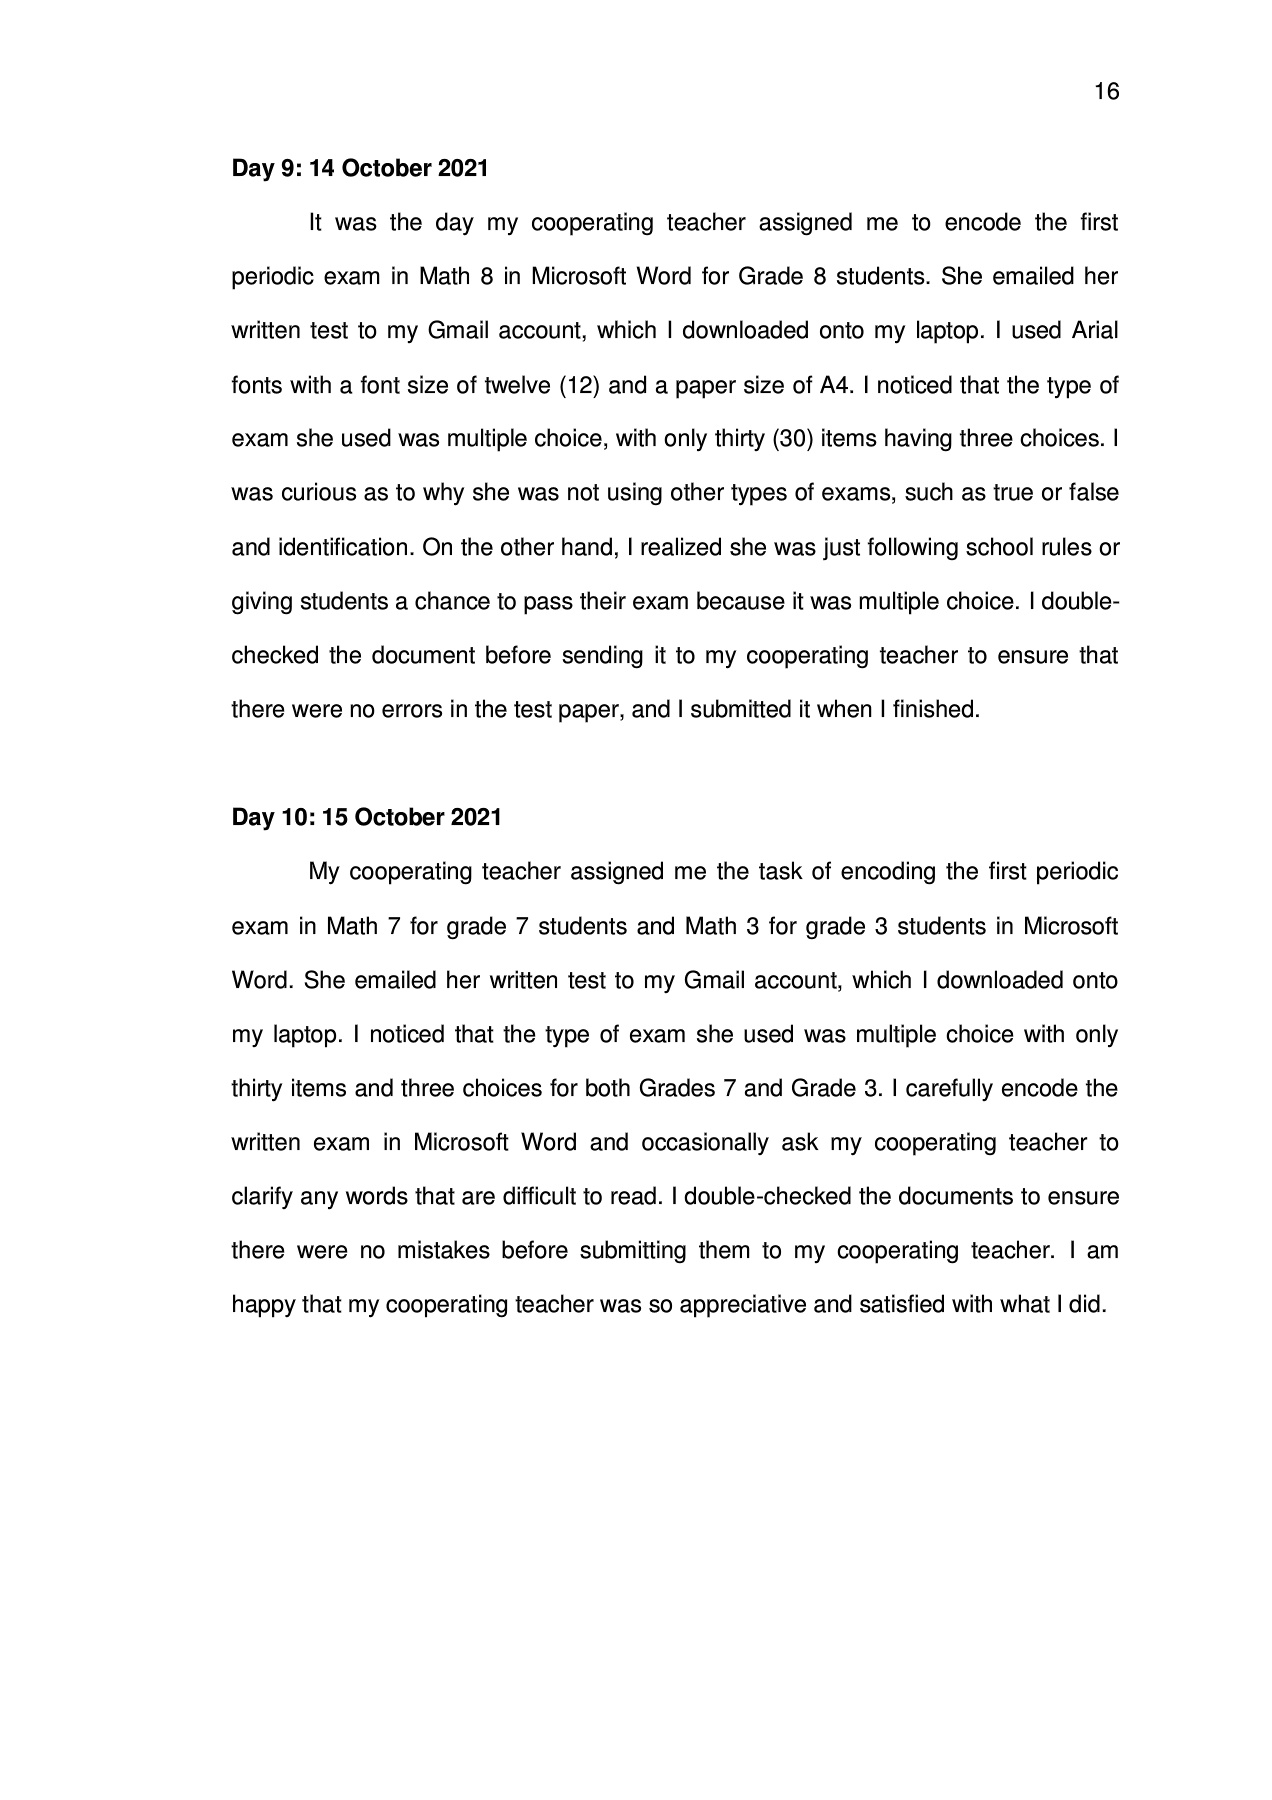 16
Day 9: 14 October 2021
It was the day my cooperating teacher assigned me to encode the first
periodic exam in Math 8 in Microsoft Word for Grade 8 students. She emailed her
written test to my Gmail account, which I downloaded onto my laptop. I used Arial
fonts with a font size of twelve (12) and a paper size of A4. I noticed that the type of
exam she used was multiple choice, with only thirty (30) items having three choices. I
was curious as to why she was not using other types of exams, such as true or false
and identification. On the other hand, I realized she was just following school rules or
giving students a chance to pass their exam because it was multiple choice. I double-
checked the document before sending it to my cooperating teacher to ensure that
there were no errors in the test paper, and I submitted it when I finished.
Day 10: 15 October 2021
My cooperating teacher assigned me the task of encoding the first periodic
exam in Math 7 for grade 7 students and Math 3 for grade 3 students in Microsoft
Word. She emailed her written test to my Gmail account, which I downloaded onto
my laptop. I noticed that the type of exam she used was multiple choice with only
thirty items and three choices for both Grades 7 and Grade 3. I carefully encode the
written exam in Microsoft Word and occasionally ask my cooperating teacher to
clarify any words that are difficult to read. I double-checked the documents to ensure
there were no mistakes before submitting them to my cooperating teacher. I am
happy that my cooperating teacher was so appreciative and satisfied with what I did.